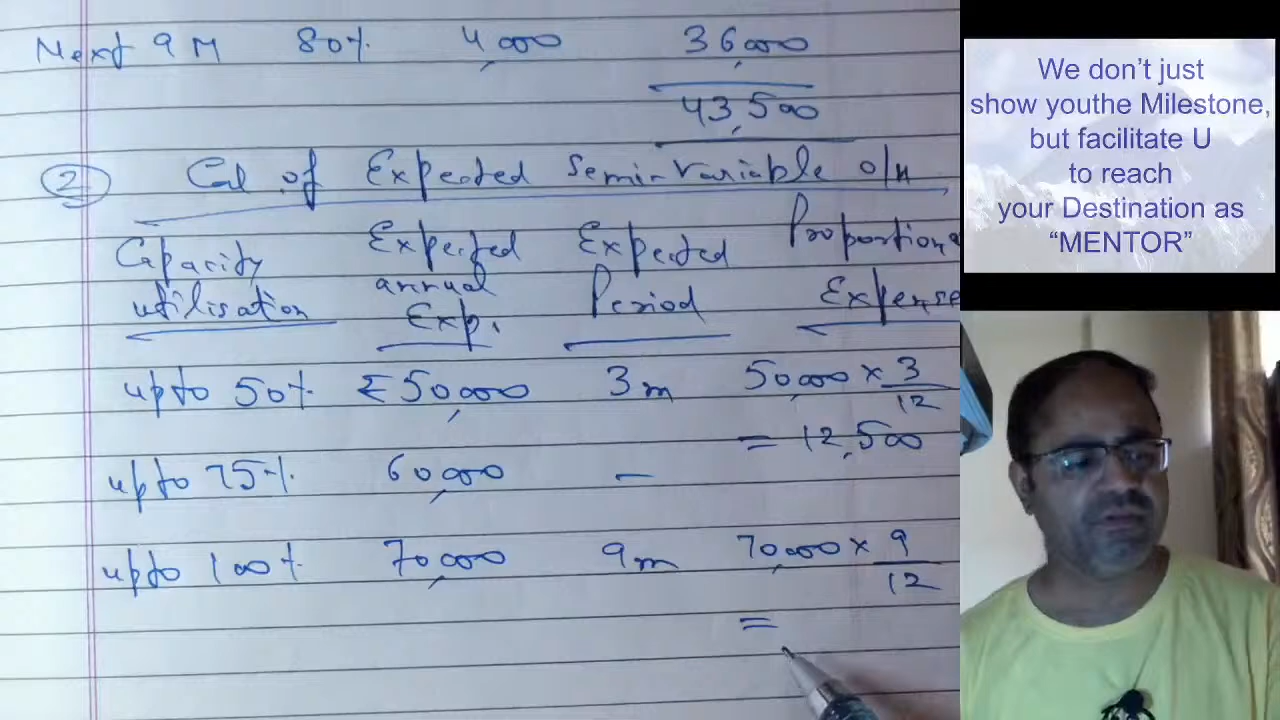 Next 9 M 80% 4,000 36,000
43,500
2 Cal. of Expected Semi-Variable o/H
Capacity utilisation Expected annual Exp. Expected Period Proportiona Expense
upto 50% ₹50,000 3m 50,000 × 3/12
= 12,500
upto 75% 60,000 —
upto 100% 70,000 9m 70,000 × 9/12
=
We don't just
show youthe Milestone,
but facilitate U
to reach
your Destination as
"MENTOR"